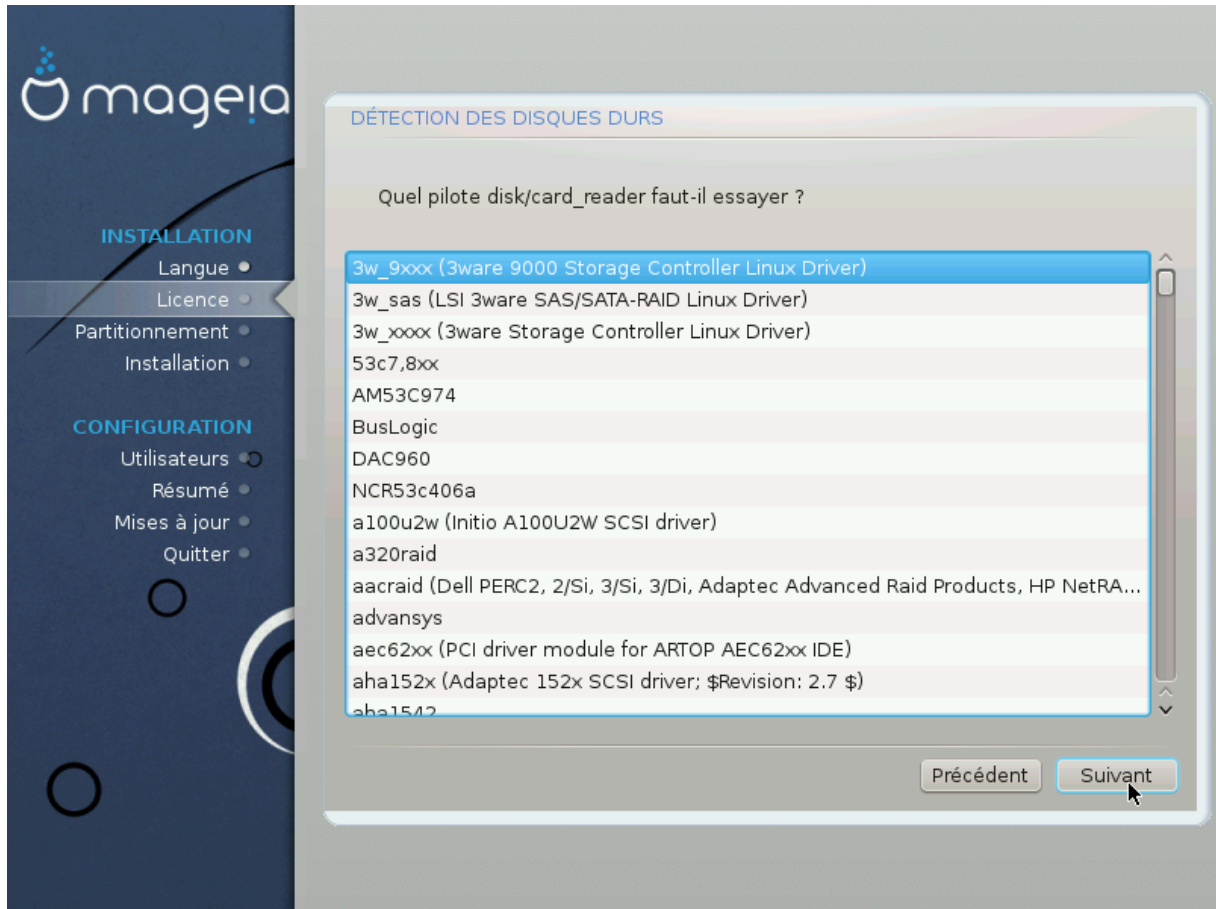 mageia
INSTALLATION
Langue
Licence
Partitionnement
Installation
CONFIGURATION
Utilisateurs
Résumé
Mises à jour
Quitter
DÉTECTION DES DISQUES DURS
Quel pilote disk/card_reader faut-il essayer ?
3w_9xxx (3ware 9000 Storage Controller Linux Driver)
3w_sas (LSI 3ware SAS/SATA-RAID Linux Driver)
3w_xxxx (3ware Storage Controller Linux Driver)
53c7,8xx
AM53C974
BusLogic
DAC960
NCR53c406a
a100u2w (Initio A100U2W SCSI driver)
a320raid
aacraid (Dell PERC2, 2/Si, 3/Si, 3/Di, Adaptec Advanced Raid Products, HP NetRA...
advansys
aec62xx (PCI driver module for ARTOP AEC62xx IDE)
aha152x (Adaptec 152x SCSI driver; $Revision: 2.7 $)
aha1542
Précédent
Suivant